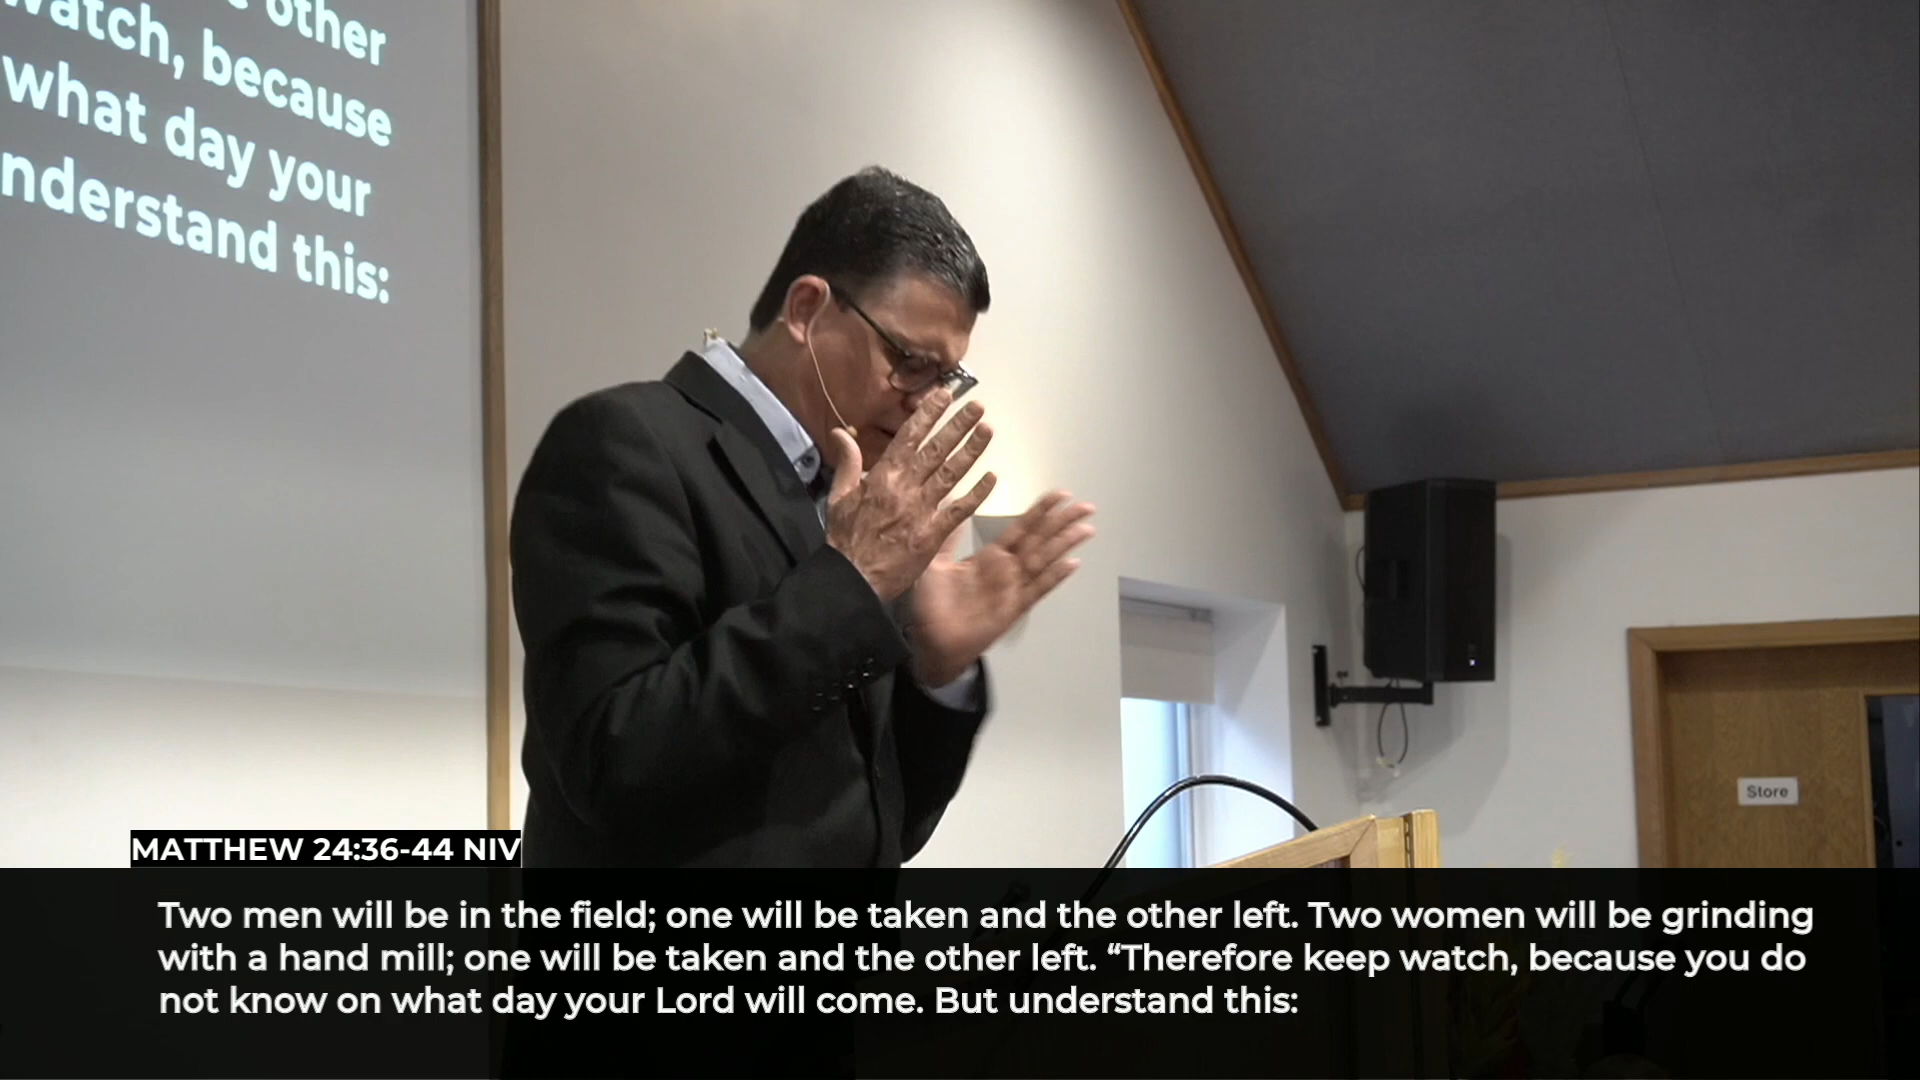 other
watch, because
what day your
nderstand this:
Store
MATTHEW 24:36-44 NIV
Two men will be in the field; one will be taken and the other left. Two women will be grinding
with a hand mill; one will be taken and the other left. “Therefore keep watch, because you do
not know on what day your Lord will come. But understand this: